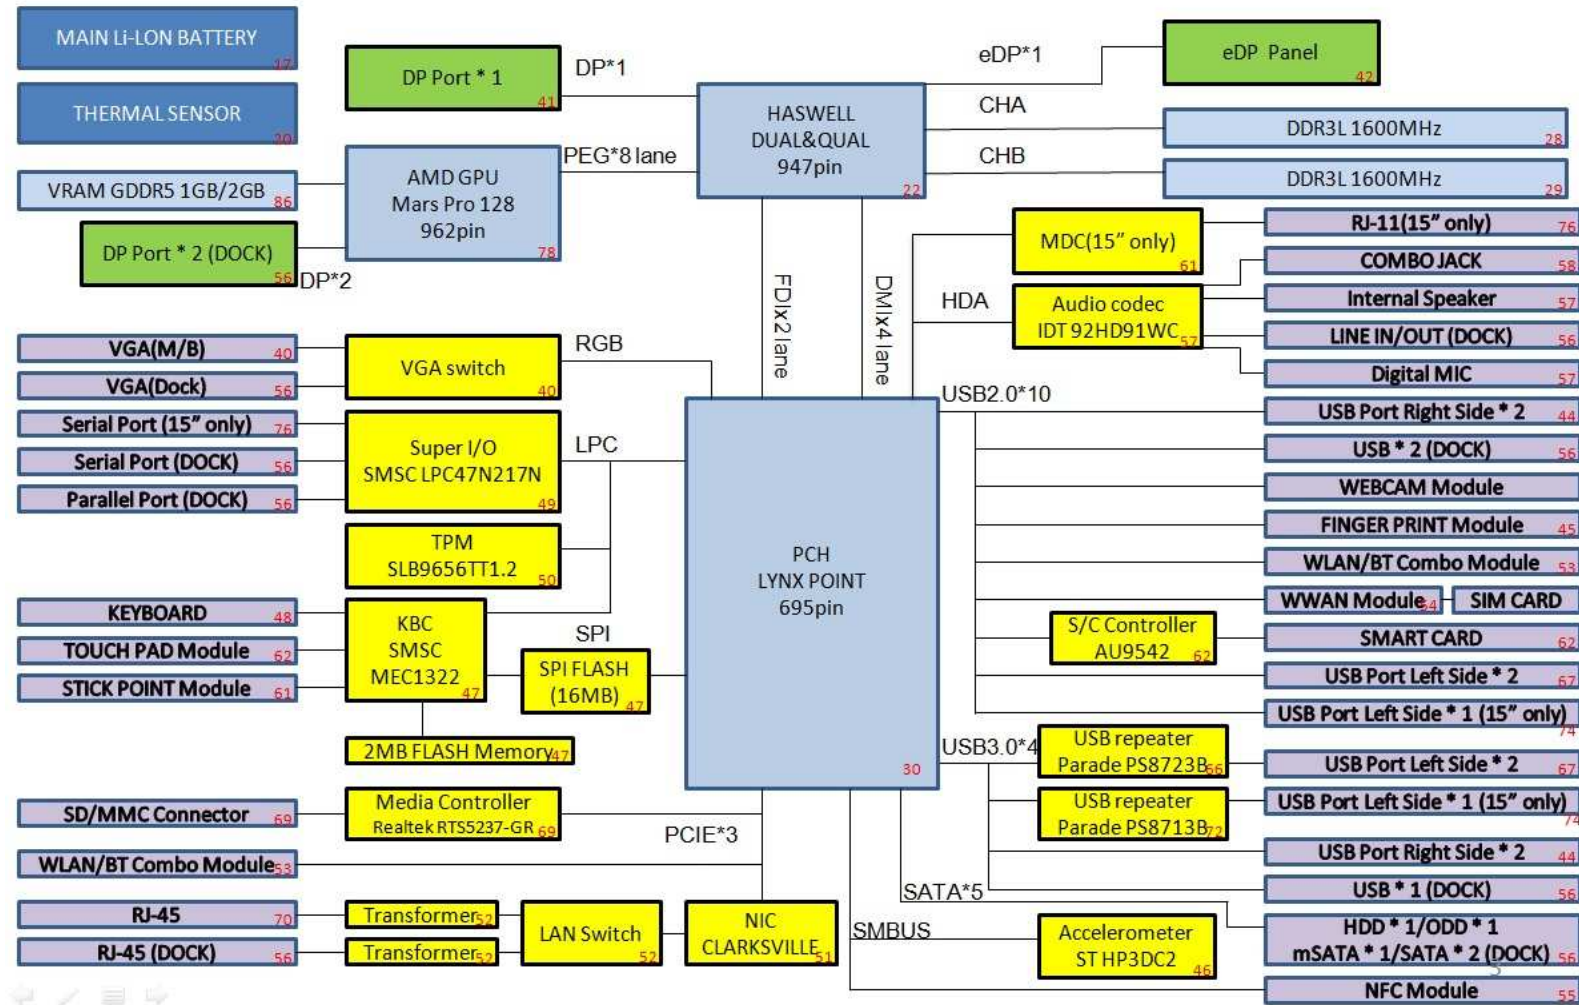 MAIN Li-LON BATTERY
17
THERMAL SENSOR
20
VRAM GDDR5 1GB/2GB
86
DP Port * 2 (DOCK)
56
DP*2
DP Port * 1
41
DP*1
AMD GPU
Mars Pro 128
962pin
78
PEG*8 lane
HASWELL
DUAL&QUAL
947pin
22
eDP*1
eDP Panel
42
CHA
DDR3L 1600MHz
28
CHB
DDR3L 1600MHz
29
FDIx2 lane
DMIx4 lane
HDA
MDC(15" only)
61
Audio codec
IDT 92HD91WC
57
RJ-11(15" only)
76
COMBO JACK
58
Internal Speaker
57
LINE IN/OUT (DOCK)
56
Digital MIC
57
VGA(M/B)
40
VGA(Dock)
56
Serial Port (15" only)
76
Serial Port (DOCK)
56
Parallel Port (DOCK)
56
VGA switch
40
RGB
Super I/O
SMSC LPC47N217N
49
LPC
TPM
SLB9656TT1.2
50
KEYBOARD
48
TOUCH PAD Module
62
STICK POINT Module
61
KBC
SMSC
MEC1322
47
SPI
SPI FLASH
(16MB)
47
2MB FLASH Memory
47
PCH
LYNX POINT
695pin
30
USB2.0*10
USB Port Right Side * 2
44
USB * 2 (DOCK)
56
WEBCAM Module
FINGER PRINT Module
45
WLAN/BT Combo Module
53
WWAN Module
54
SIM CARD
S/C Controller
AU9542
62
SMART CARD
62
USB Port Left Side * 2
67
USB Port Left Side * 1 (15" only)
74
USB3.0*4
USB repeater
Parade PS8723B
66
USB Port Left Side * 2
67
USB repeater
Parade PS8713B
72
USB Port Left Side * 1 (15" only)
74
USB Port Right Side * 2
44
USB * 1 (DOCK)
56
SD/MMC Connector
69
Media Controller
Realtek RTS5237-GR
69
PCIE*3
WLAN/BT Combo Module
53
RJ-45
70
RJ-45 (DOCK)
56
Transformer
52
Transformer
52
LAN Switch
52
NIC
CLARKSVILLE
51
SATA*5
HDD * 1/ODD * 1
mSATA * 1/SATA * 2 (DOCK)
56
3
SMBUS
Accelerometer
ST HP3DC2
46
NFC Module
55